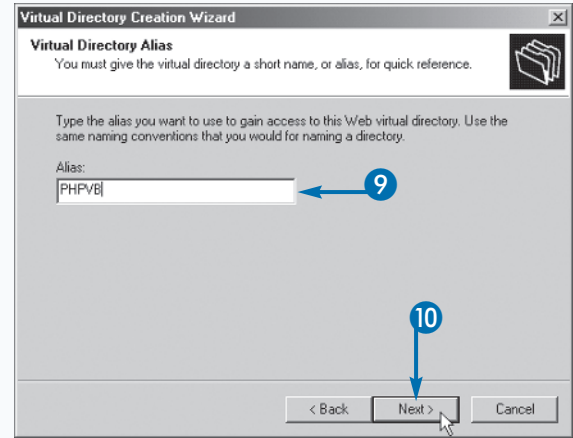 Virtual Directory Creation Wizard
Virtual Directory Alias
You must give the virtual directory a short name, or alias, for quick reference.
Type the alias you want to use to gain access to this Web virtual directory. Use the
same naming conventions that you would for naming a directory.
Alias:
PHPVB
9
10
< Back Next > Cancel